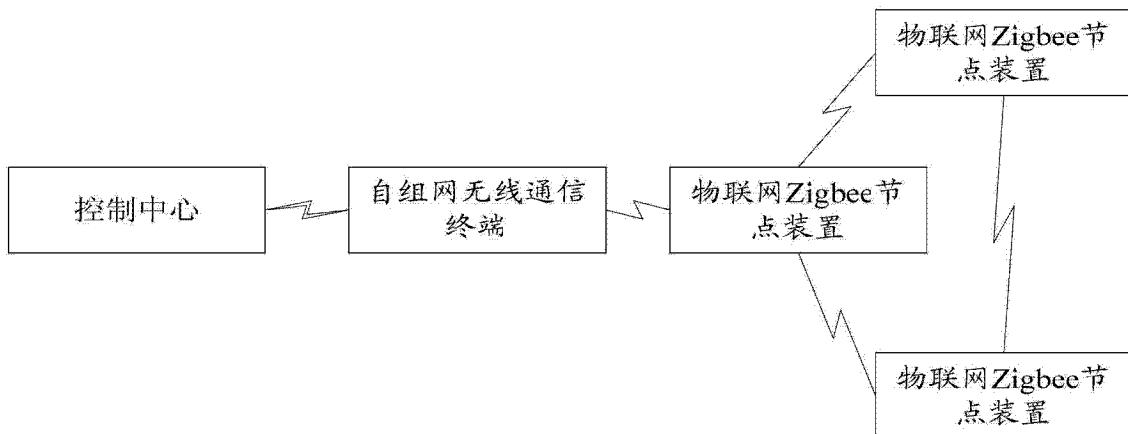 物联网Zigbee节
点装置
控制中心
自组网无线通信
终端
物联网Zigbee节
点装置
物联网Zigbee节
点装置